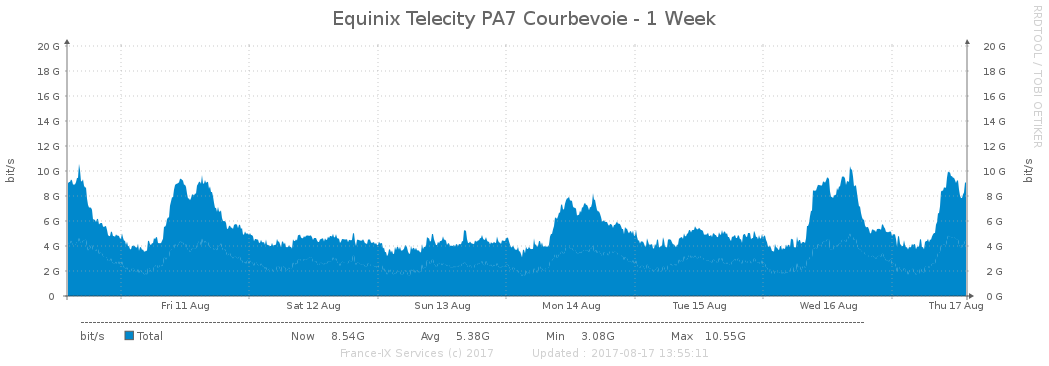 Equinix Telecity PA7 Courbevoie - 1 Week
RRDTOOL / TOBI OETIKER
bit/s
20 G
18 G
16 G
14 G
12 G
10 G
8 G
6 G
4 G
2 G
0
20 G
18 G
16 G
14 G
12 G
10 G
8 G
6 G
4 G
2 G
0 G
bit/s
Fri 11 Aug Sat 12 Aug Sun 13 Aug Mon 14 Aug Tue 15 Aug Wed 16 Aug Thu 17 Aug
bit/s Total Now 8.54G Avg 5.38G Min 3.08G Max 10.55G
France-IX Services (c) 2017 Updated : 2017-08-17 13:55:11